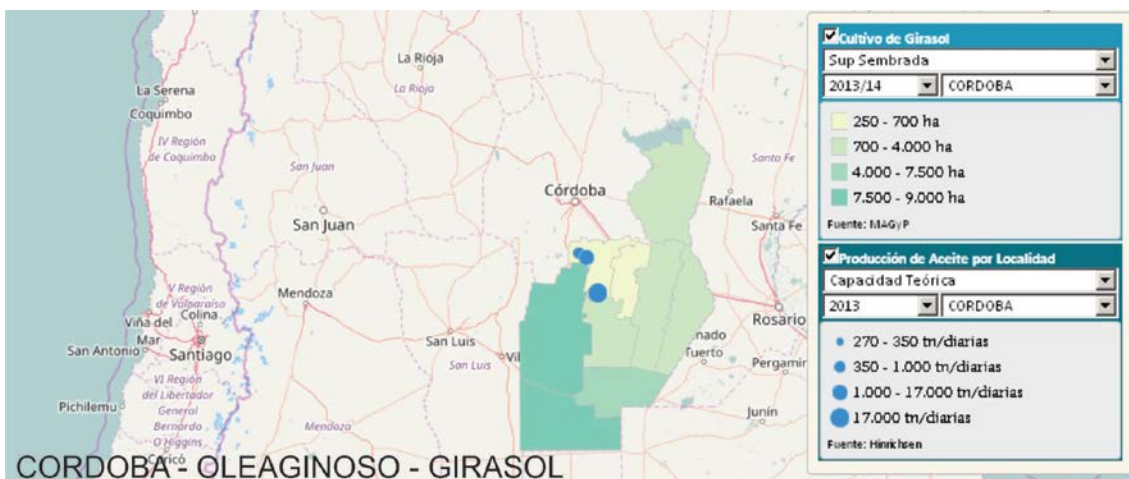 La Rioja
La Rioja
La Serena
Coquimbo
IV Región
de Coquimbo
San Juan
Santa Fe
Córdoba
Rafaela
San Juan
Santa Fe
V Región
de Valparaíso
Mendoza
Viña del
Mar
Colina
San Luis
Vil
Rosario
San Antonio
Santiago
San Luis
nado
Tuerto
Pergamir
VI Región
del Libertador
General
Bernardo
O'Higgins
Pichilemu
Junín
Mendoza
Curicó
CORDOBA - OLEAGINOSO - GIRASOL
Cultivo de Girasol
Sup Sembrada
2013/14 CORDOBA
250 - 700 ha
700 - 4.000 ha
4.000 - 7.500 ha
7.500 - 9.000 ha
Fuente: MAGyP
Producción de Aceite por Localidad
Capacidad Teórica
2013 CORDOBA
270 - 350 tn/diarias
350 - 1.000 tn/diarias
1.000 - 17.000 tn/diarias
17.000 tn/diarias
Fuente: Hinrichsen